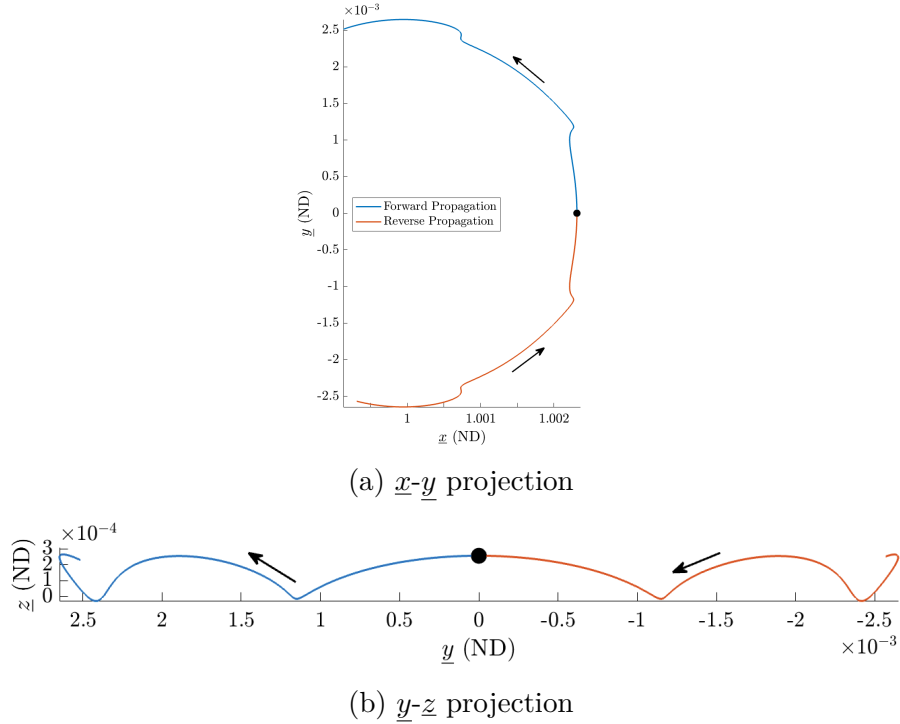 ×10⁻³
2.5
2
1.5
1
0.5
0
-0.5
-1
-1.5
-2
-2.5
y (ND)
Forward Propagation
Reverse Propagation
1 1.001 1.002
x (ND)
(a) x-y projection
×10⁻⁴
3
2
1
0
z (ND)
2.5 2 1.5 1 0.5 0 -0.5 -1 -1.5 -2 -2.5
y (ND)
×10⁻³
(b) y-z projection